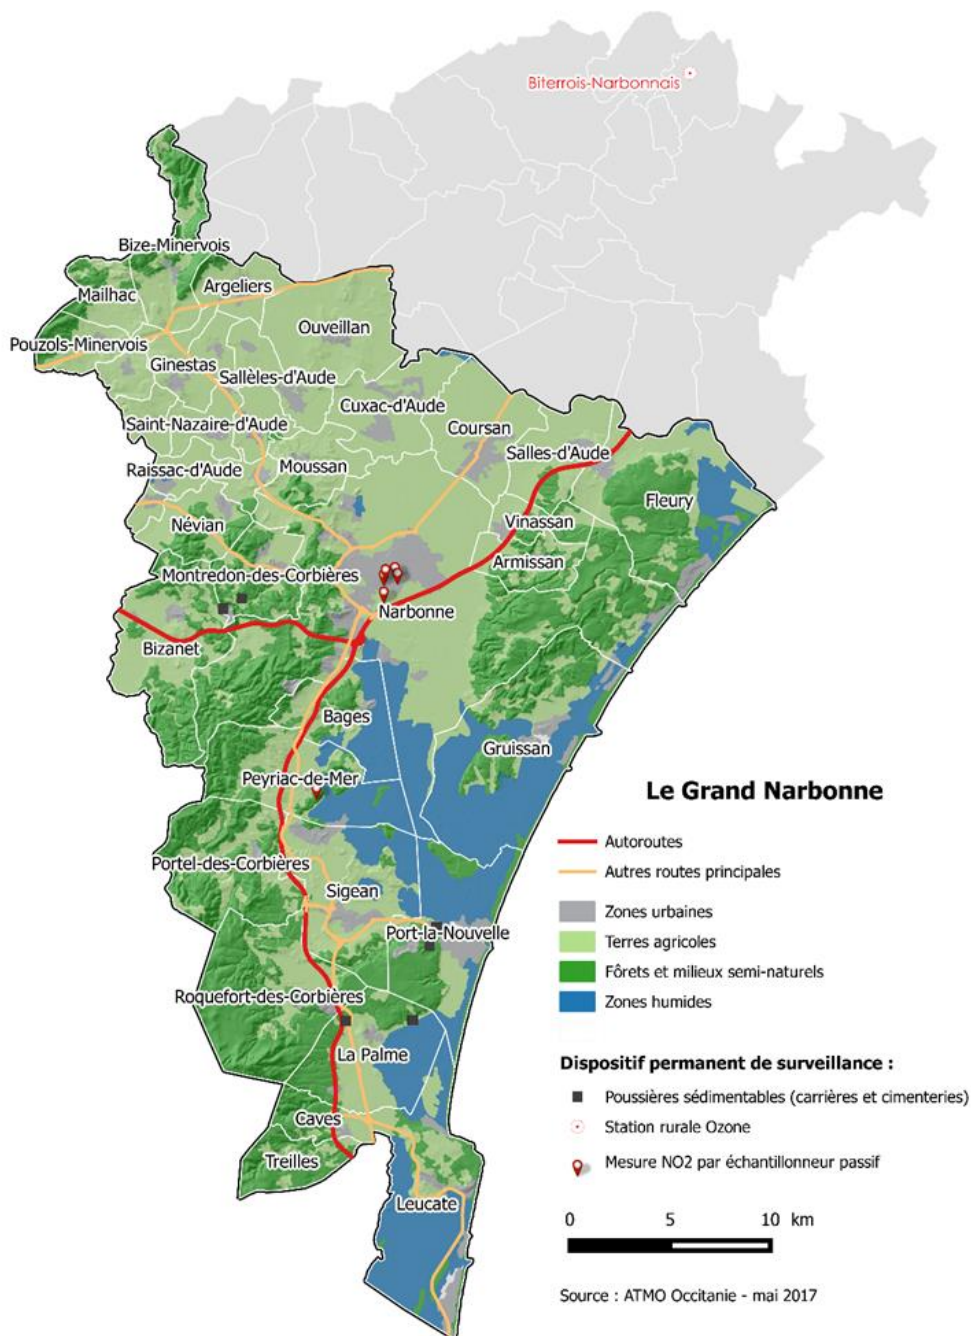 Biterrois-Narbonnais
Bize-Minervois
Mailhac
Argeliers
Ouveillan
Pouzols-Minervois
Ginestas
Sallèles-d'Aude
Cuxac-d'Aude
Saint-Nazaire-d'Aude
Coursan
Salles-d'Aude
Raissac-d'Aude
Moussan
Fleury
Névian
Vinassan
Armissan
Montredon-des-Corbières
Narbonne
Bizanet
Bages
Gruissan
Peyriac-de-Mer
Portel-des-Corbières
Sigean
Port-la-Nouvelle
Roquefort-des-Corbières
La Palme
Caves
Treilles
Leucate
Le Grand Narbonne
Autoroutes
Autres routes principales
Zones urbaines
Terres agricoles
Fôrets et milieux semi-naturels
Zones humides
Dispositif permanent de surveillance :
Poussières sédimentables (carrières et cimenteries)
Station rurale Ozone
Mesure NO2 par échantillonneur passif
0 5 10 km
Source : ATMO Occitanie - mai 2017